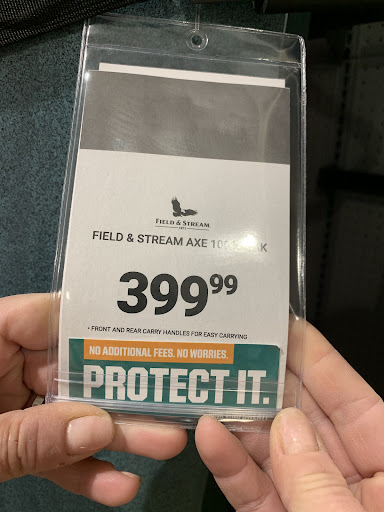 FIELD & STREAM
FIELD & STREAM AXE
399⁹⁹
• FRONT AND REAR CARRY HANDLES FOR EASY CARRYING
NO ADDITIONAL FEES. NO WORRIES.
PROTECT IT.